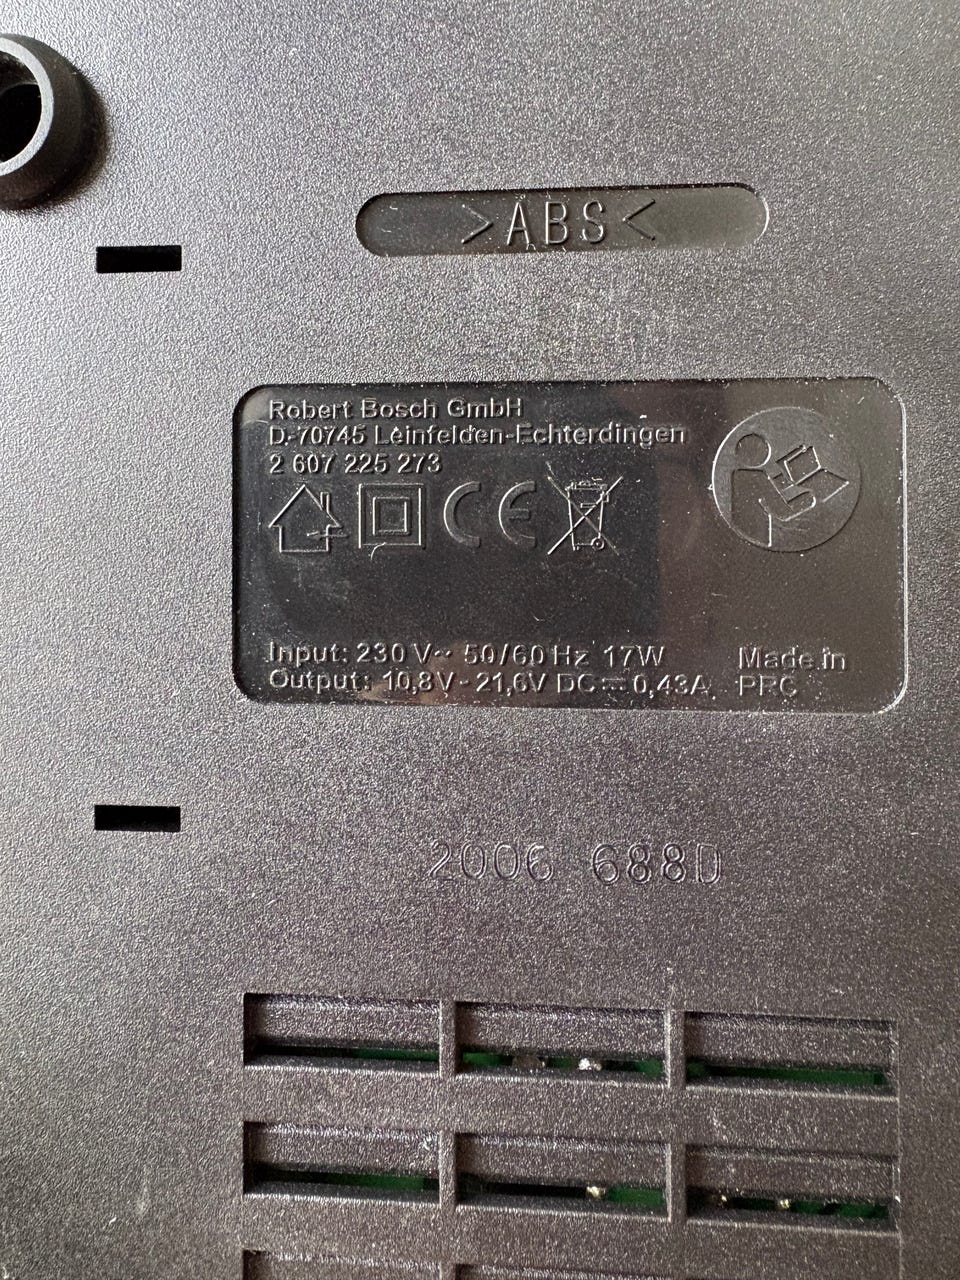 >ABS<
Robert Bosch GmbH
D-70745 Leinfelden-Echterdingen
2 607 225 273
CE
Input: 230 V~ 50/60 Hz 17W
Output: 10,8V - 21,6V DC ⎓ 0,43A
Made in
PRC
2006 688D